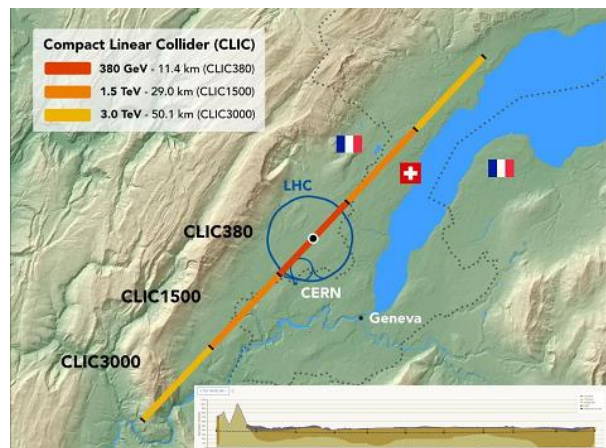 Compact Linear Collider (CLIC)
380 GeV - 11.4 km (CLIC380)
1.5 TeV - 29.0 km (CLIC1500)
3.0 TeV - 50.1 km (CLIC3000)
LHC
CLIC380
CERN
CLIC1500
Geneva
CLIC3000